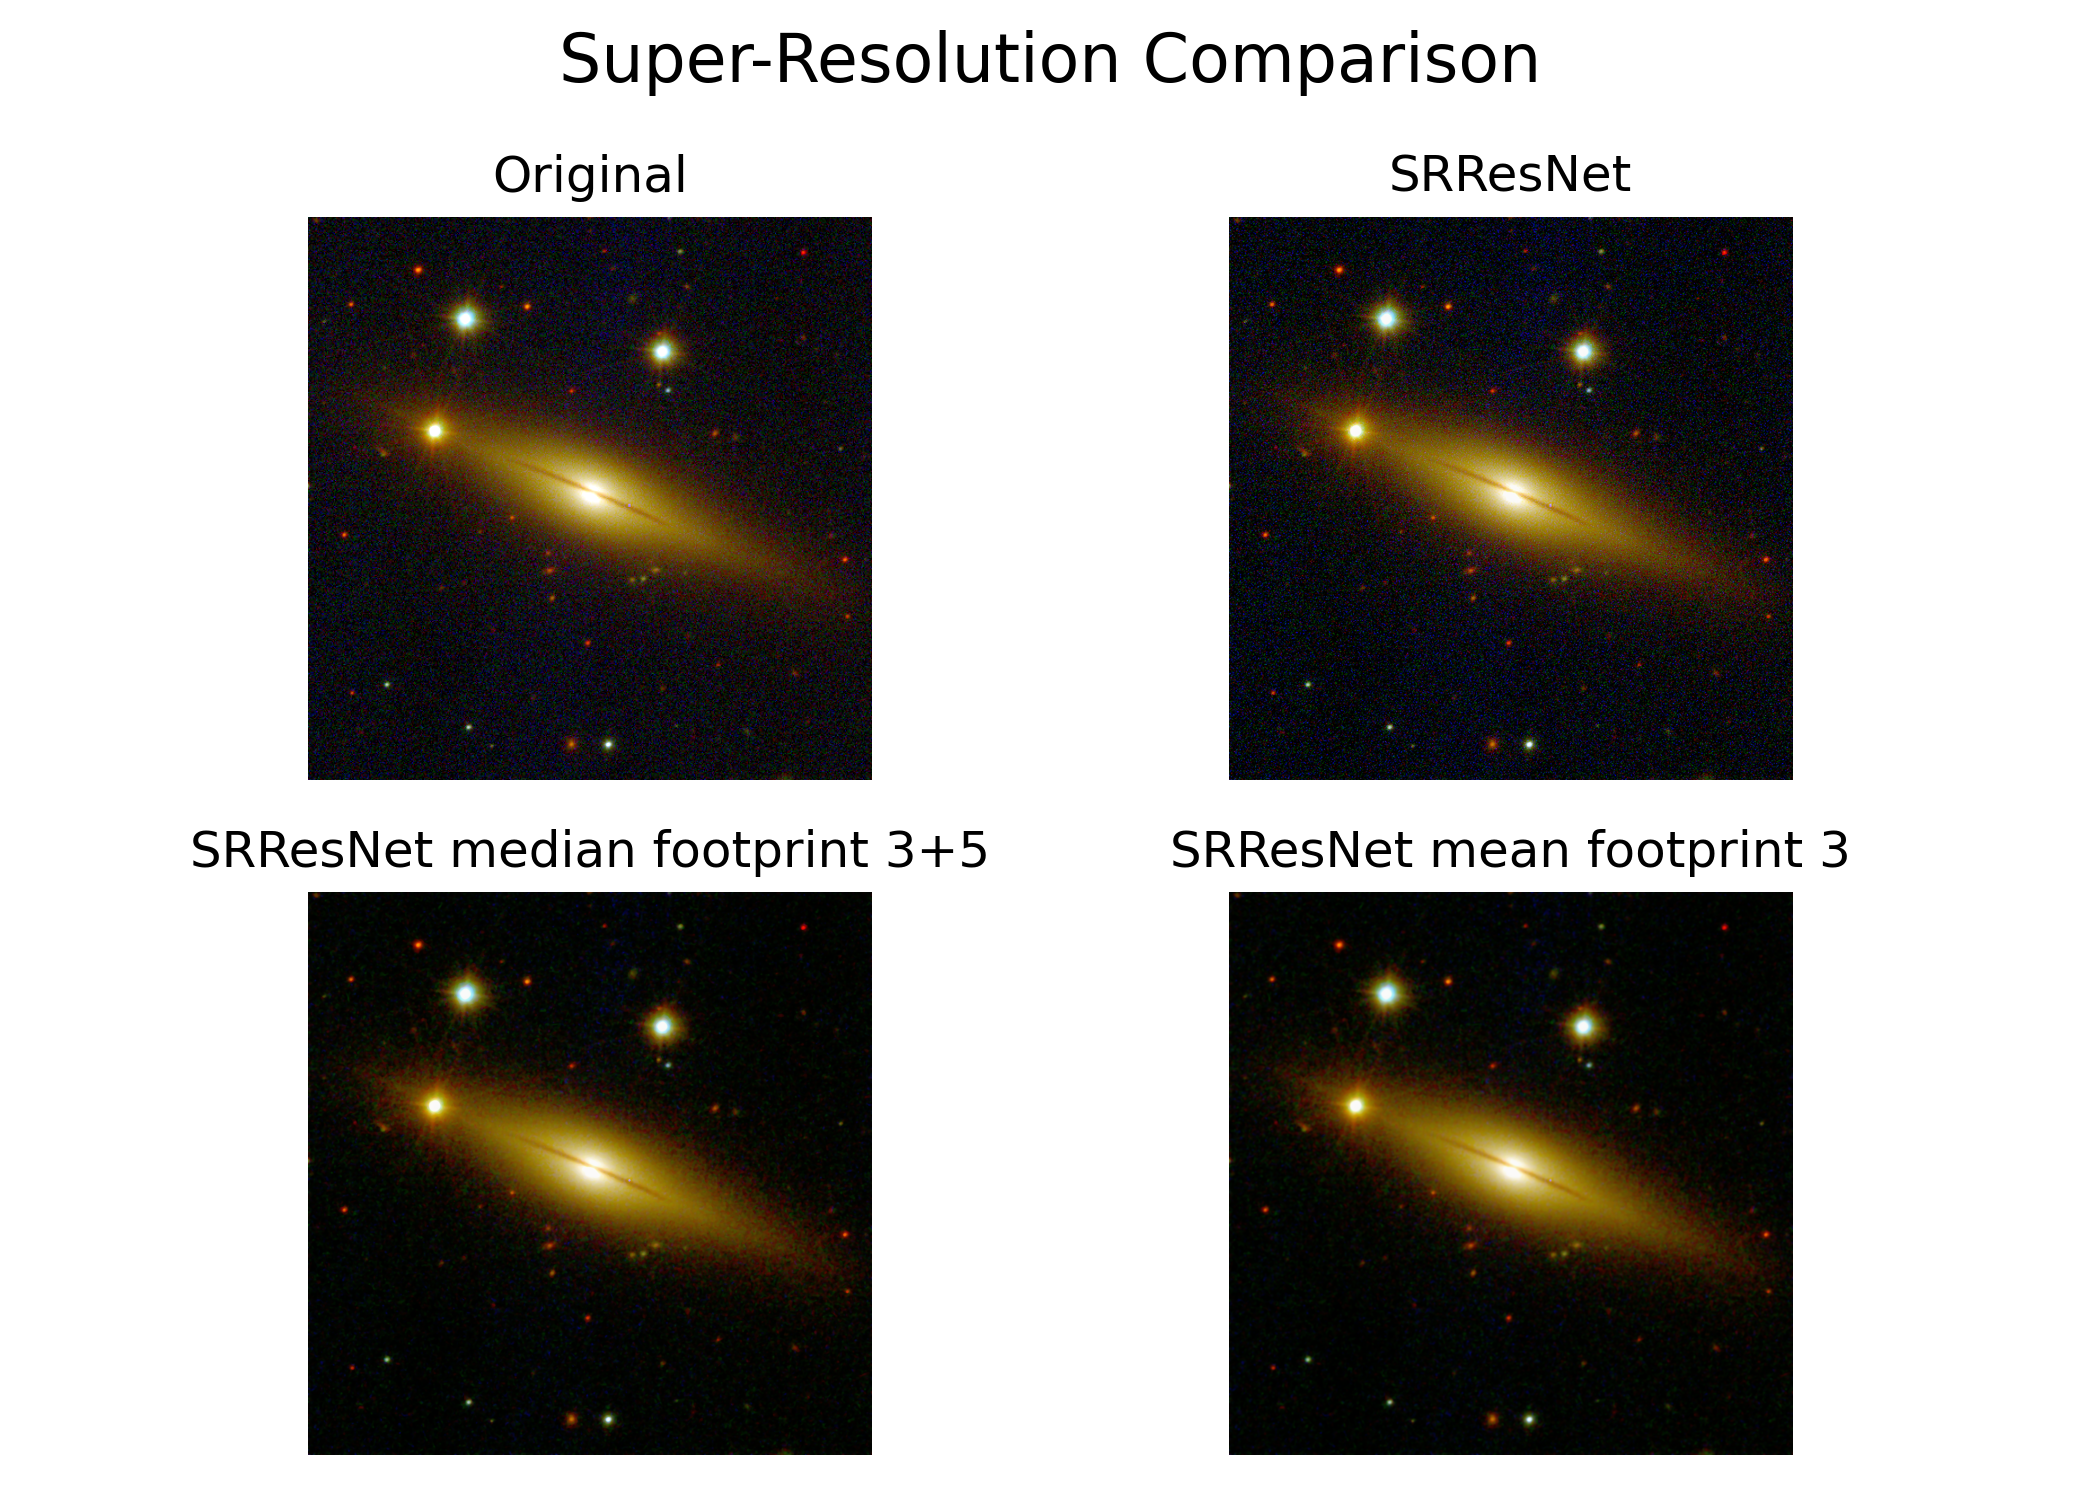 Super-Resolution Comparison
Original
SRResNet
SRResNet median footprint 3+5
SRResNet mean footprint 3